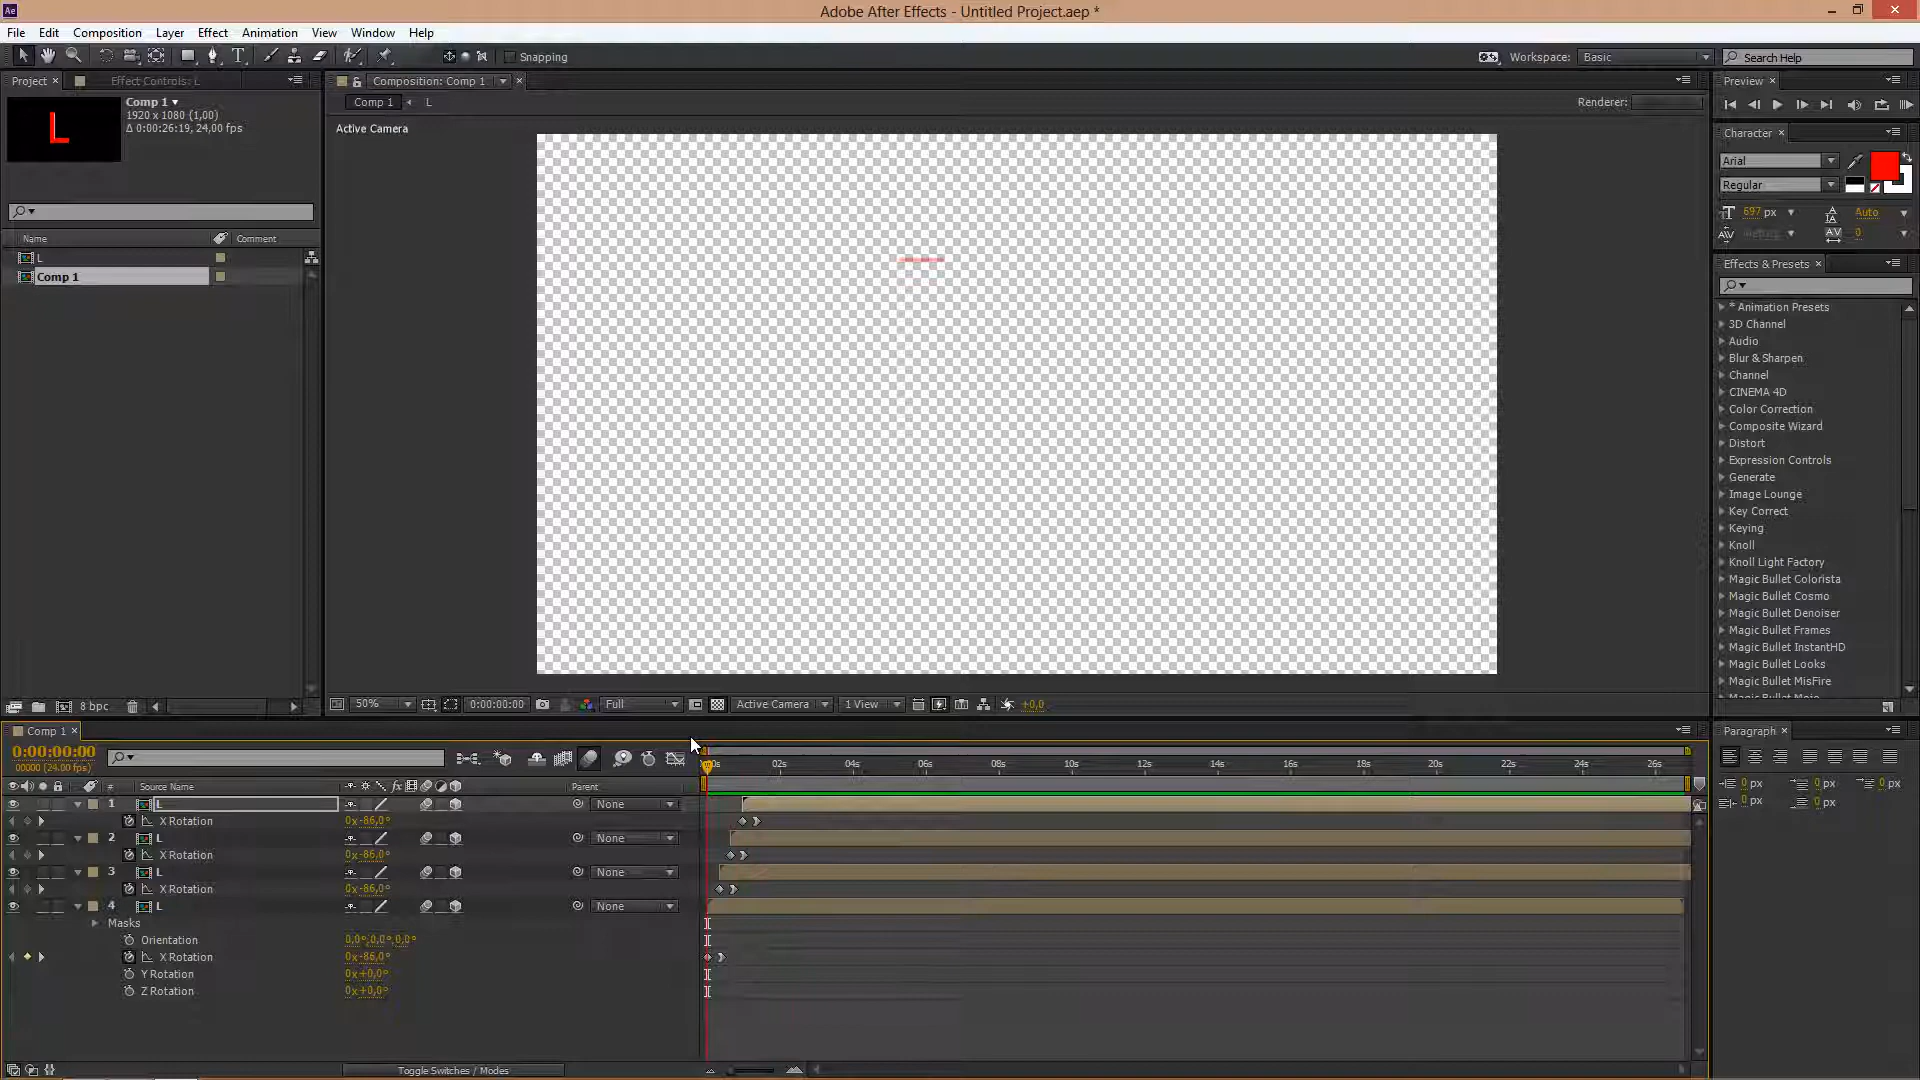 Adobe After Effects - Untitled Project.aep *
File Edit Composition Layer Effect Animation View Window Help
Snapping
Workspace: Basic
Search Help
Project
Effect Controls: L
Composition: Comp 1
Preview
Comp 1
1920 x 1080 (1,00)
Δ 0:00:26:19, 24,00 fps
L
Comp 1 L
Renderer:
Active Camera
Character
Arial
Regular
697 px
Auto
0
Name Comment
L
Comp 1
Effects & Presets
* Animation Presets
3D Channel
Audio
Blur & Sharpen
Channel
CINEMA 4D
Color Correction
Composite Wizard
Distort
Expression Controls
Generate
Image Lounge
Key Correct
Keying
Knoll
Knoll Light Factory
Magic Bullet Colorista
Magic Bullet Cosmo
Magic Bullet Denoiser
Magic Bullet Frames
Magic Bullet InstantHD
Magic Bullet Looks
Magic Bullet MisFire
8 bpc
50% 0:00:00:00 Full Active Camera 1 View +0,0
Comp 1
Paragraph
0:00:00:00
00000 (24.00 fps)
02s 04s 06s 08s 10s 12s 14s 16s 18s 20s 22s 24s 26s
# Source Name fx Parent
1 L None
X Rotation 0x-86,0°
2 L None
X Rotation 0x-86,0°
3 L None
X Rotation 0x-86,0°
4 L None
Masks
Orientation 0,0°,0,0°,0,0°
X Rotation 0x-86,0°
Y Rotation 0x+0,0°
Z Rotation 0x+0,0°
0 px 0 px 0 px
0 px 0 px
Toggle Switches / Modes